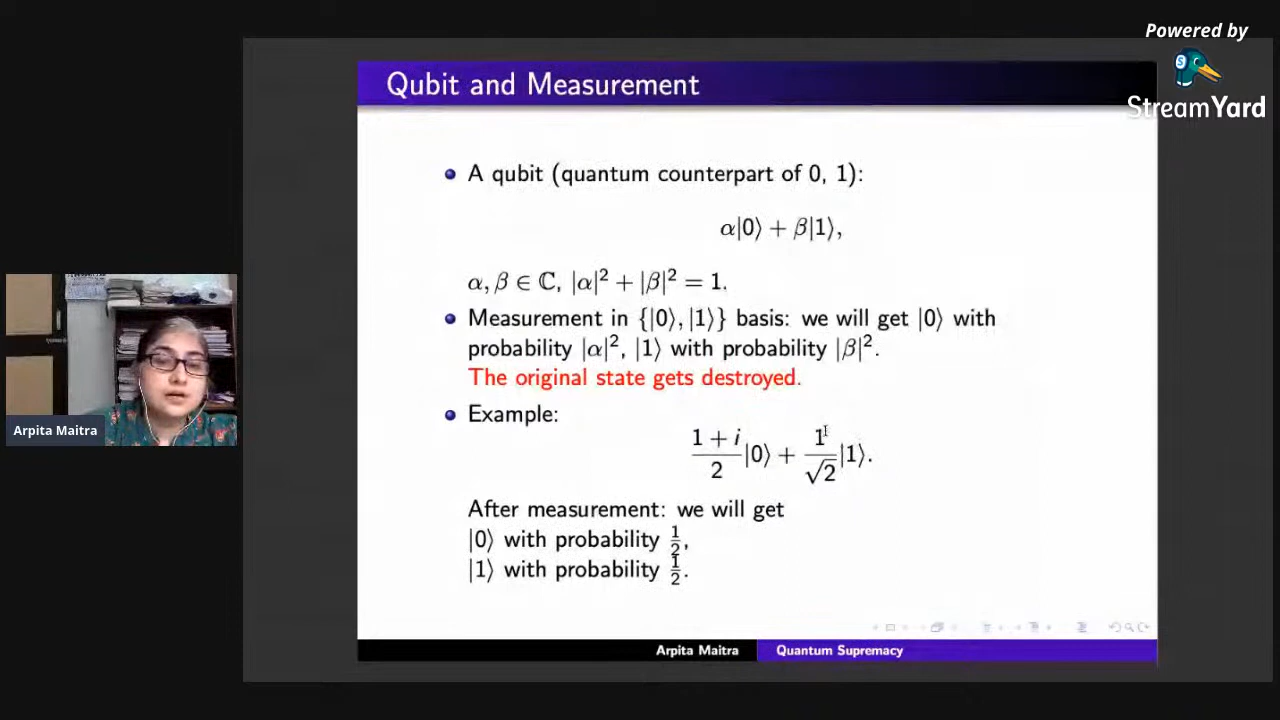 Powered by
StreamYard
Qubit and Measurement
A qubit (quantum counterpart of 0, 1):
α|0⟩ + β|1⟩,
α, β ∈ ℂ, |α|² + |β|² = 1.
Measurement in {|0⟩, |1⟩} basis: we will get |0⟩ with
probability |α|², |1⟩ with probability |β|².
The original state gets destroyed.
Example:
(1 + i)/2 |0⟩ + 1/√2 |1⟩.
After measurement: we will get
|0⟩ with probability 1/2,
|1⟩ with probability 1/2.
Arpita Maitra
Arpita Maitra Quantum Supremacy